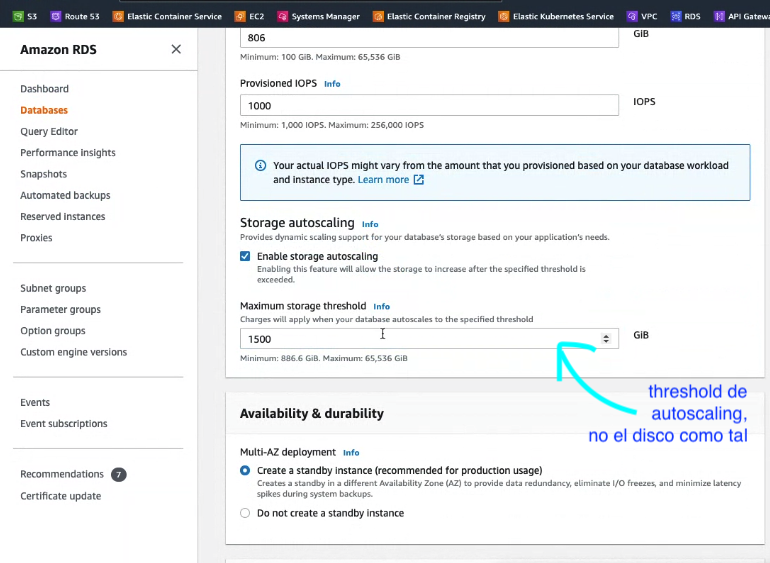 S3 Route 53 Elastic Container Service EC2 Systems Manager Elastic Container Registry Elastic Kubernetes Service VPC RDS API Gatewa
Amazon RDS
Dashboard
Databases
Query Editor
Performance insights
Snapshots
Automated backups
Reserved instances
Proxies
Subnet groups
Parameter groups
Option groups
Custom engine versions
Events
Event subscriptions
Recommendations 7
Certificate update
806 GiB
Minimum: 100 GiB. Maximum: 65,536 GiB
Provisioned IOPS Info
1000 IOPS
Minimum: 1,000 IOPS. Maximum: 256,000 IOPS
Your actual IOPS might vary from the amount that you provisioned based on your database workload
and instance type. Learn more
Storage autoscaling Info
Provides dynamic scaling support for your database's storage based on your application's needs.
Enable storage autoscaling
Enabling this feature will allow the storage to increase after the specified threshold is
exceeded.
Maximum storage threshold Info
Charges will apply when your database autoscales to the specified threshold
1500 GiB
Minimum: 886.6 GiB. Maximum: 65,536 GiB
threshold de
autoscaling,
no el disco como tal
Availability & durability
Multi-AZ deployment Info
Create a standby instance (recommended for production usage)
Creates a standby in a different Availability Zone (AZ) to provide data redundancy, eliminate I/O freezes, and minimize latency
spikes during system backups.
Do not create a standby instance